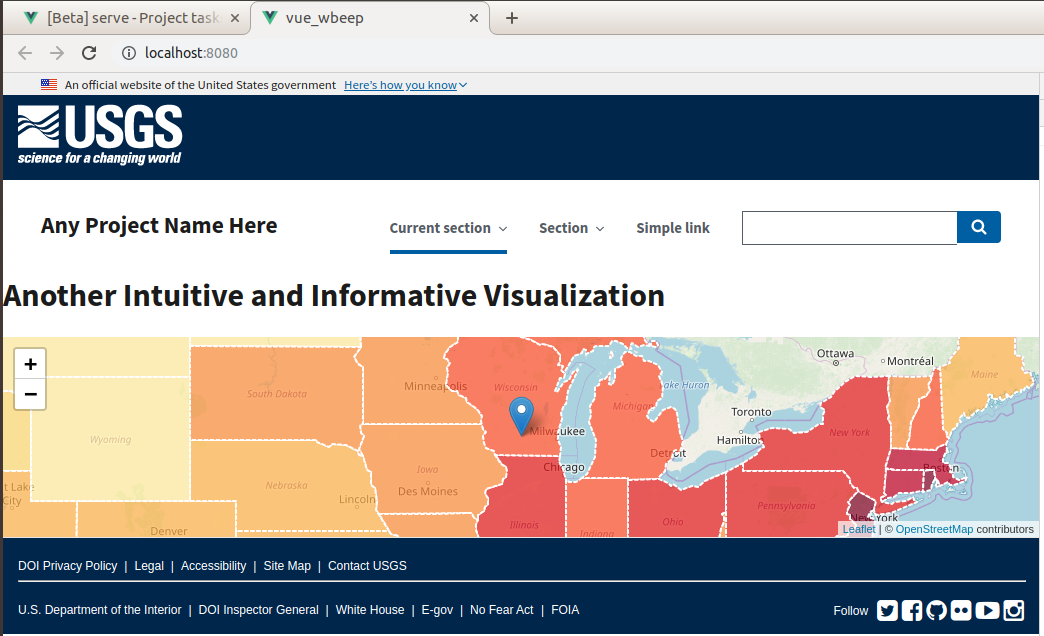 [Beta] serve - Project task
vue_wbeep
localhost:8080
An official website of the United States government Here's how you know
USGS
science for a changing world
Any Project Name Here
Current section
Section
Simple link
Another Intuitive and Informative Visualization
+
−
Ottawa
Montréal
Maine
Minneapolis
Wisconsin
ake Huron
South Dakota
Michigan
Toronto
Milwaukee
New York
Wyoming
Hamilton
Detroit
Chicago
Boston
Iowa
t Lake
City
Nebraska
Des Moines
Lincoln
Pennsylvania
New York
Illinois
Ohio
Denver
Indiana
Leaflet | © OpenStreetMap contributors
DOI Privacy Policy | Legal | Accessibility | Site Map | Contact USGS
U.S. Department of the Interior | DOI Inspector General | White House | E-gov | No Fear Act | FOIA
Follow